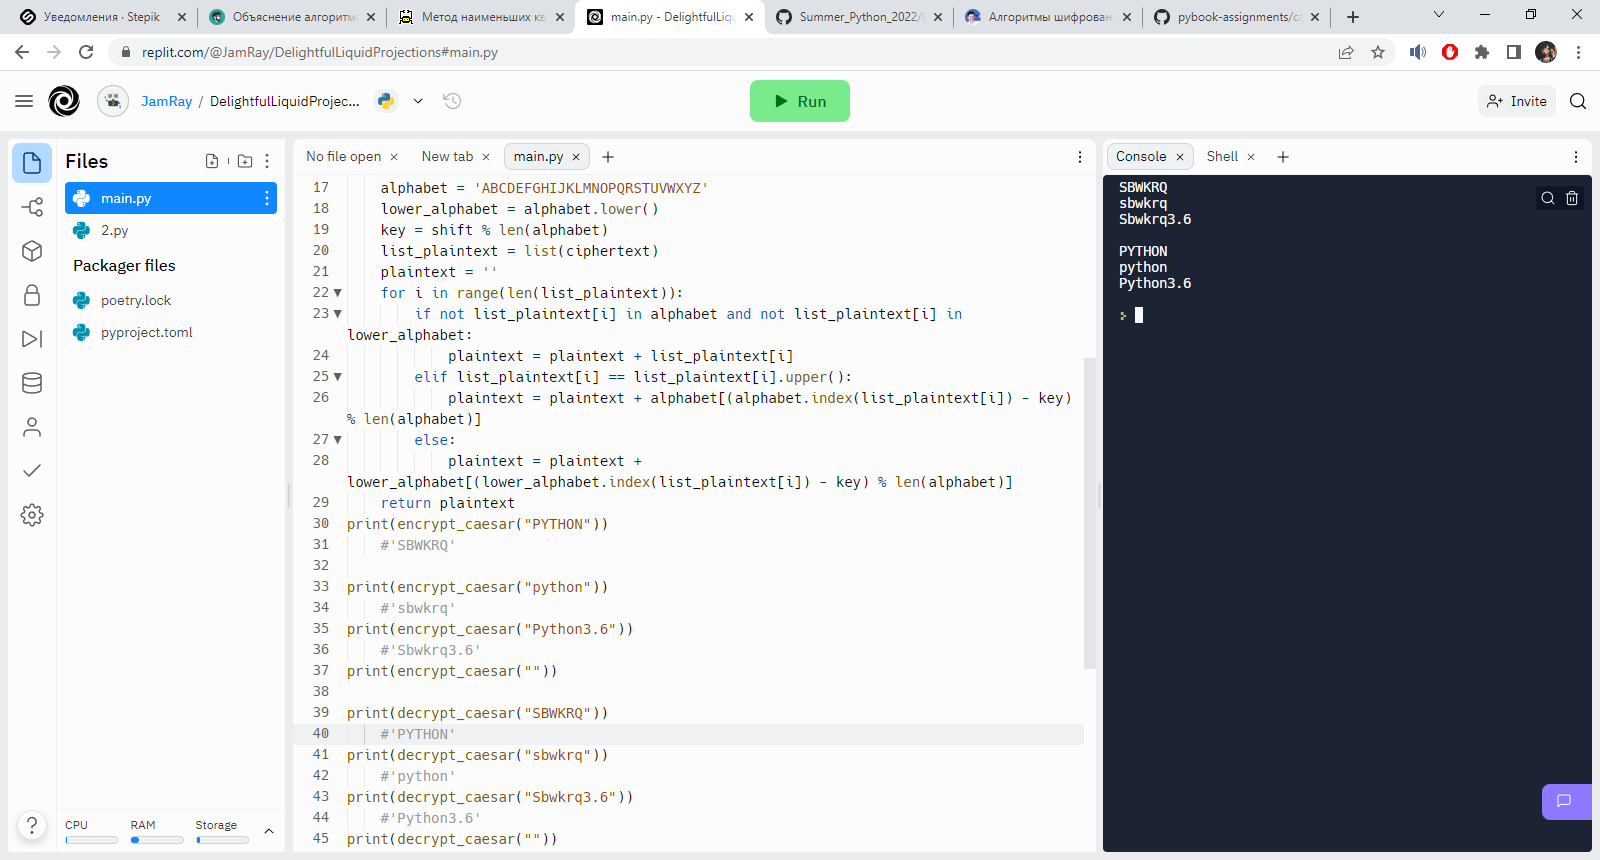 Уведомления · Stepik
Объяснение алгоритм
Метод наименьших кв
main.py - DelightfulLiqu
Summer_Python_2022/
Алгоритмы шифрован
pybook-assignments/ca
replit.com/@JamRay/DelightfulLiquidProjections#main.py
JamRay / DelightfulLiquidProjec...
Run
Invite
Files
main.py
2.py
Packager files
poetry.lock
pyproject.toml
CPU
RAM
Storage
?
No file open
New tab
main.py
17 alphabet = 'ABCDEFGHIJKLMNOPQRSTUVWXYZ'
18 lower_alphabet = alphabet.lower()
19 key = shift % len(alphabet)
20 list_plaintext = list(ciphertext)
21 plaintext = ''
22 for i in range(len(list_plaintext)):
23 if not list_plaintext[i] in alphabet and not list_plaintext[i] in
lower_alphabet:
24 plaintext = plaintext + list_plaintext[i]
25 elif list_plaintext[i] == list_plaintext[i].upper():
26 plaintext = plaintext + alphabet[(alphabet.index(list_plaintext[i]) - key)
% len(alphabet)]
27 else:
28 plaintext = plaintext +
lower_alphabet[(lower_alphabet.index(list_plaintext[i]) - key) % len(alphabet)]
29 return plaintext
30 print(encrypt_caesar("PYTHON"))
31 #'SBWKRQ'
32
33 print(encrypt_caesar("python"))
34 #'sbwkrq'
35 print(encrypt_caesar("Python3.6"))
36 #'Sbwkrq3.6'
37 print(encrypt_caesar(""))
38
39 print(decrypt_caesar("SBWKRQ"))
40 #'PYTHON'
41 print(decrypt_caesar("sbwkrq"))
42 #'python'
43 print(decrypt_caesar("Sbwkrq3.6"))
44 #'Python3.6'
45 print(decrypt_caesar(""))
Console
Shell
SBWKRQ
sbwkrq
Sbwkrq3.6
PYTHON
python
Python3.6